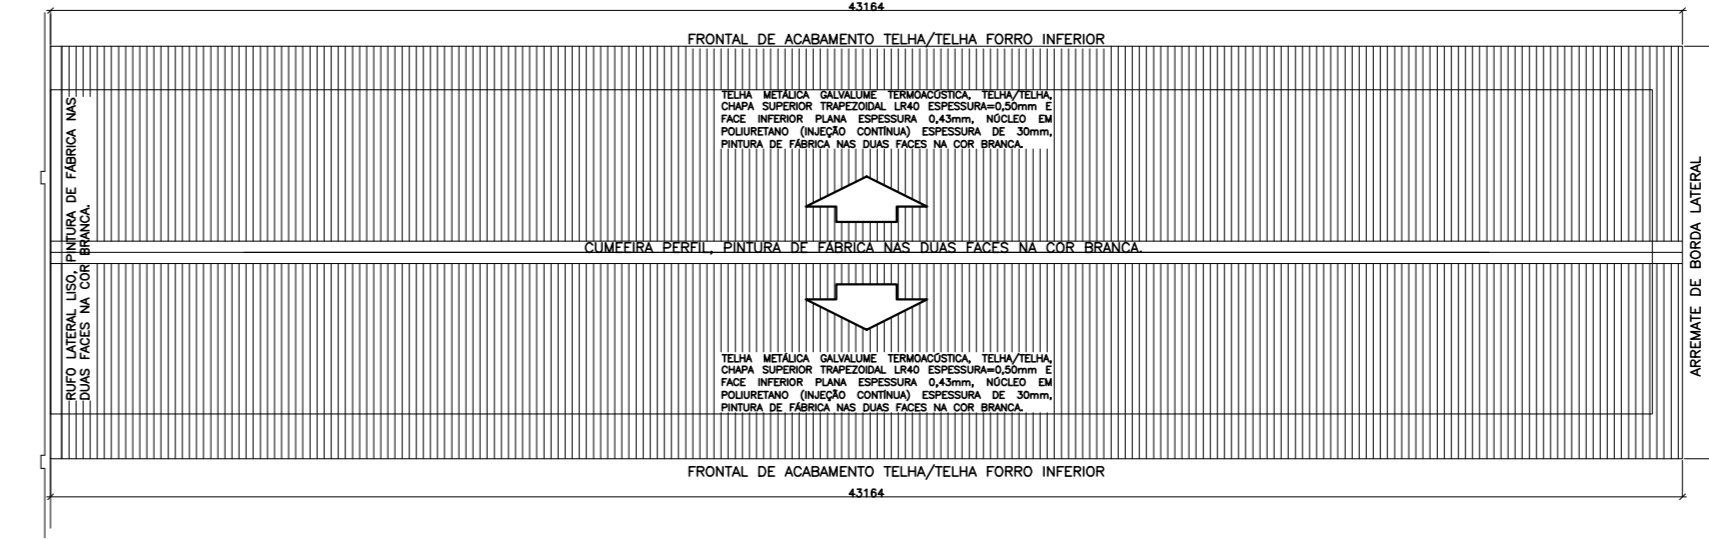 43164
FRONTAL DE ACABAMENTO TELHA/TELHA FORRO INFERIOR
TELHA METÁLICA GALVALUME TERMOACÚSTICA, TELHA/TELHA,
CHAPA SUPERIOR TRAPEZOIDAL LR40 ESPESSURA=0,50mm E
FACE INFERIOR PLANA ESPESSURA 0,43mm, NÚCLEO EM
POLIURETANO (INJEÇÃO CONTÍNUA) ESPESSURA DE 30mm,
PINTURA DE FÁBRICA NAS DUAS FACES NA COR BRANCA.
RUFO LATERAL LISO, PINTURA DE FÁBRICA NAS
DUAS FACES NA COR BRANCA.
CUMEEIRA PERFIL, PINTURA DE FÁBRICA NAS DUAS FACES NA COR BRANCA.
ARREMATE DE BORDA LATERAL
TELHA METÁLICA GALVALUME TERMOACÚSTICA, TELHA/TELHA,
CHAPA SUPERIOR TRAPEZOIDAL LR40 ESPESSURA=0,50mm E
FACE INFERIOR PLANA ESPESSURA 0,43mm, NÚCLEO EM
POLIURETANO (INJEÇÃO CONTÍNUA) ESPESSURA DE 30mm,
PINTURA DE FÁBRICA NAS DUAS FACES NA COR BRANCA.
FRONTAL DE ACABAMENTO TELHA/TELHA FORRO INFERIOR
43164